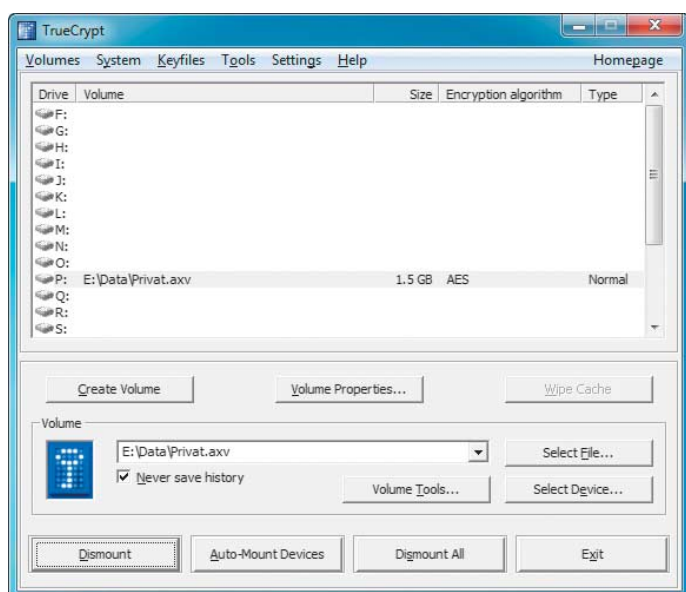 TrueCrypt
Volumes System Keyfiles Tools Settings Help Homepage
Drive Volume Size Encryption algorithm Type
F:
G:
H:
I:
J:
K:
L:
M:
N:
O:
P: E:\Data\Privat.axv 1.5 GB AES Normal
Q:
R:
S:
Create Volume Volume Properties... Wipe Cache
Volume
E:\Data\Privat.axv Select File...
Never save history
Volume Tools... Select Device...
Dismount Auto-Mount Devices Dismount All Exit